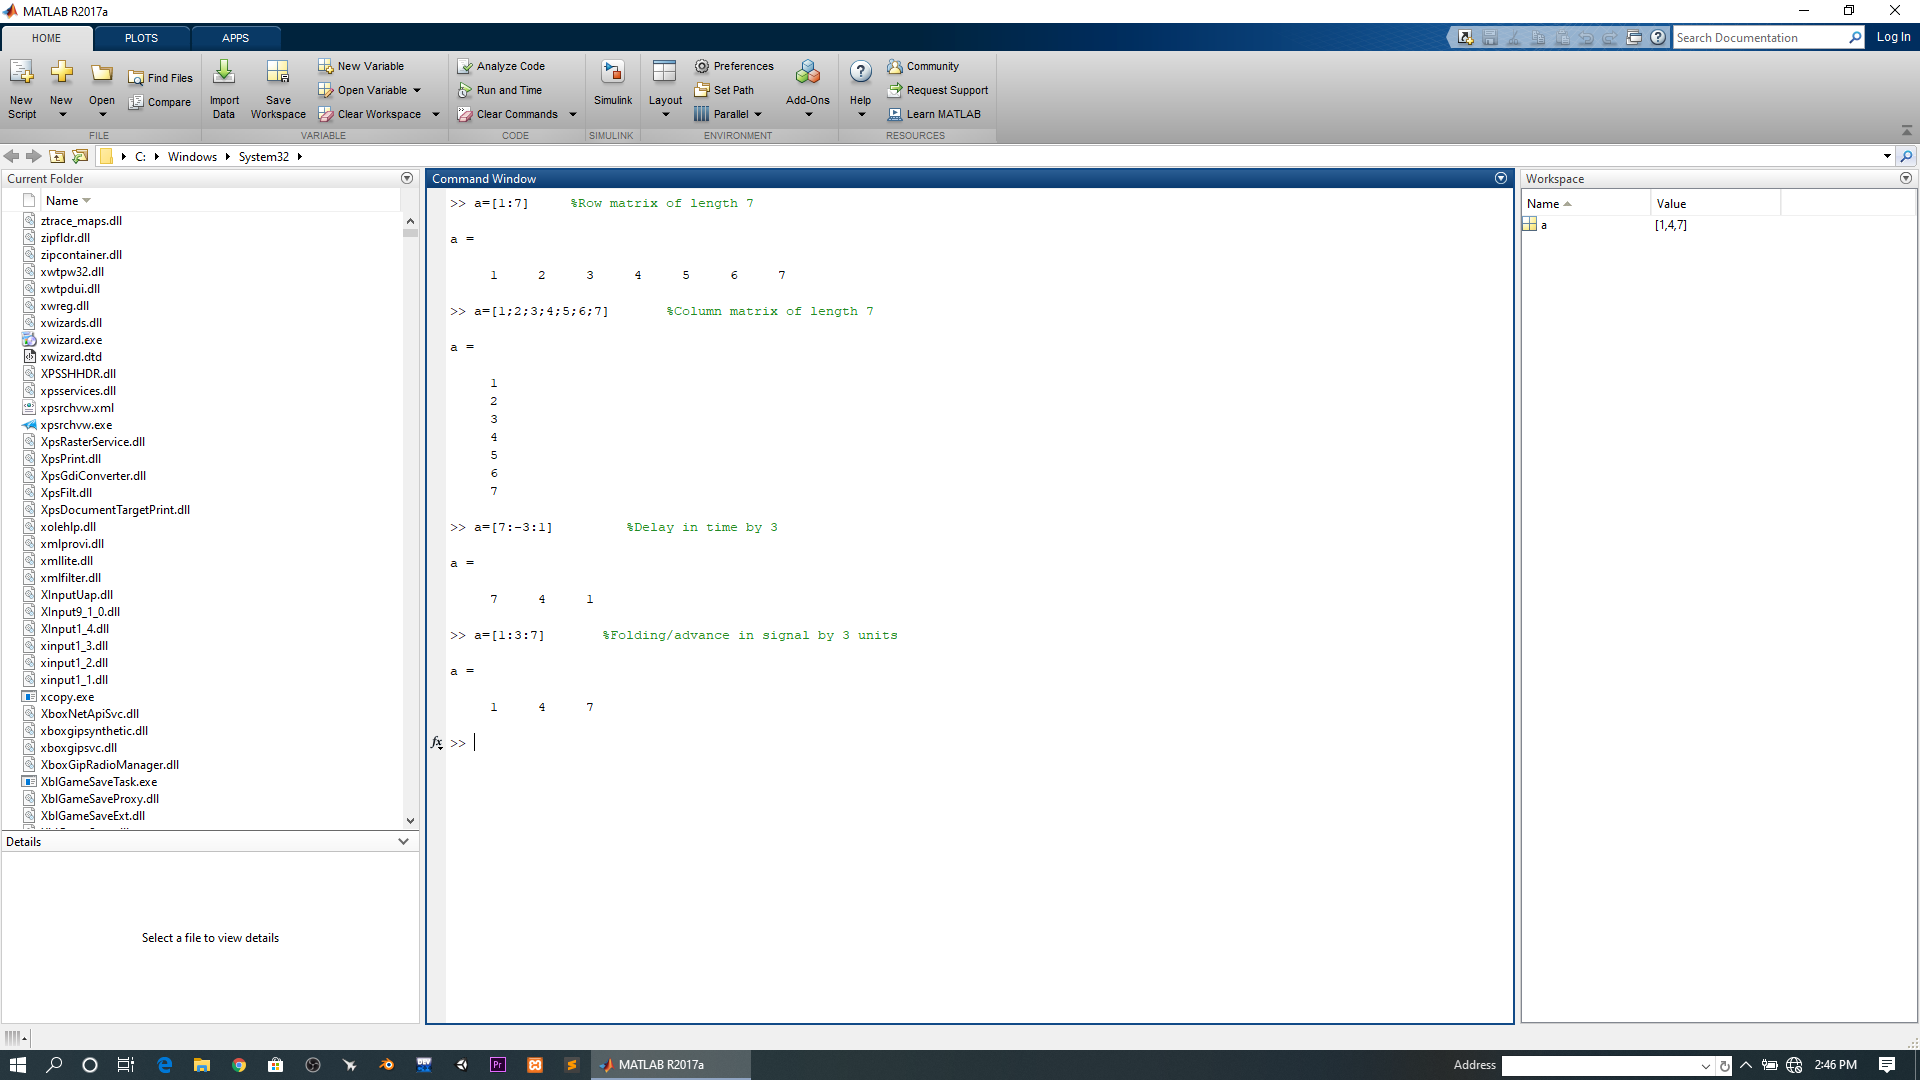 MATLAB R2017a
HOME PLOTS APPS
Search Documentation
Log In
New Script
New
Open
Find Files
Compare
FILE
Import Data
Save Workspace
New Variable
Open Variable
Clear Workspace
VARIABLE
Analyze Code
Run and Time
Clear Commands
CODE
Simulink
SIMULINK
Layout
Preferences
Set Path
Parallel
Add-Ons
ENVIRONMENT
Help
Community
Request Support
Learn MATLAB
RESOURCES
C: Windows System32
Current Folder
Name
ztrace_maps.dll
zipfldr.dll
zipcontainer.dll
xwtpw32.dll
xwtpdui.dll
xwreg.dll
xwizards.dll
xwizard.exe
xwizard.dtd
XPSSHHDR.dll
xpsservices.dll
xpsrchvw.xml
xpsrchvw.exe
XpsRasterService.dll
XpsPrint.dll
XpsGdiConverter.dll
XpsFilt.dll
XpsDocumentTargetPrint.dll
xolehlp.dll
xmlprovi.dll
xmllite.dll
xmlfilter.dll
XInputUap.dll
XInput9_1_0.dll
XInput1_4.dll
xinput1_3.dll
xinput1_2.dll
xinput1_1.dll
xcopy.exe
XboxNetApiSvc.dll
xboxgipsynthetic.dll
xboxgipsvc.dll
XboxGipRadioManager.dll
XblGameSaveTask.exe
XblGameSaveProxy.dll
XblGameSaveExt.dll
Details
Select a file to view details
Command Window
>> a=[1:7] %Row matrix of length 7
a =
1 2 3 4 5 6 7
>> a=[1;2;3;4;5;6;7] %Column matrix of length 7
a =
1
2
3
4
5
6
7
>> a=[7:-3:1] %Delay in time by 3
a =
7 4 1
>> a=[1:3:7] %Folding/advance in signal by 3 units
a =
1 4 7
fx >>
Workspace
Name Value
a [1,4,7]
Pr
MATLAB R2017a
Address
2:46 PM